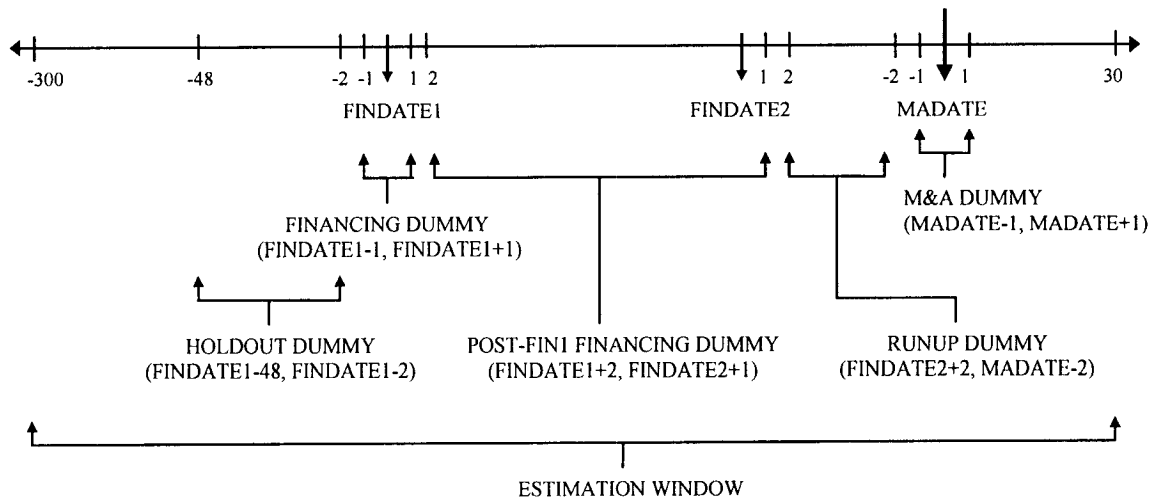 -300 -48 -2 -1 1 2 1 2 -2 -1 1 30
FINDATE1 FINDATE2 MADATE
FINANCING DUMMY
(FINDATE1-1, FINDATE1+1)
M&A DUMMY
(MADATE-1, MADATE+1)
HOLDOUT DUMMY
(FINDATE1-48, FINDATE1-2)
POST-FIN1 FINANCING DUMMY
(FINDATE1+2, FINDATE2+1)
RUNUP DUMMY
(FINDATE2+2, MADATE-2)
ESTIMATION WINDOW